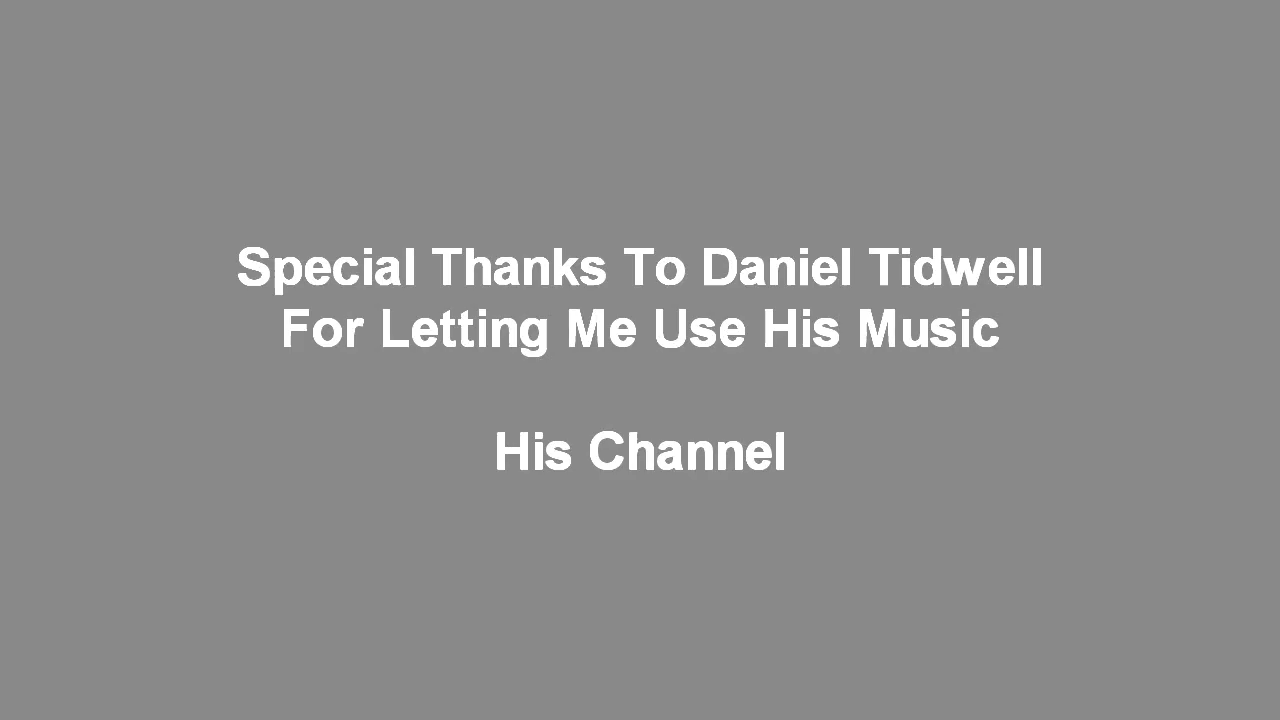 Special Thanks To Daniel Tidwell
For Letting Me Use His Music
His Channel